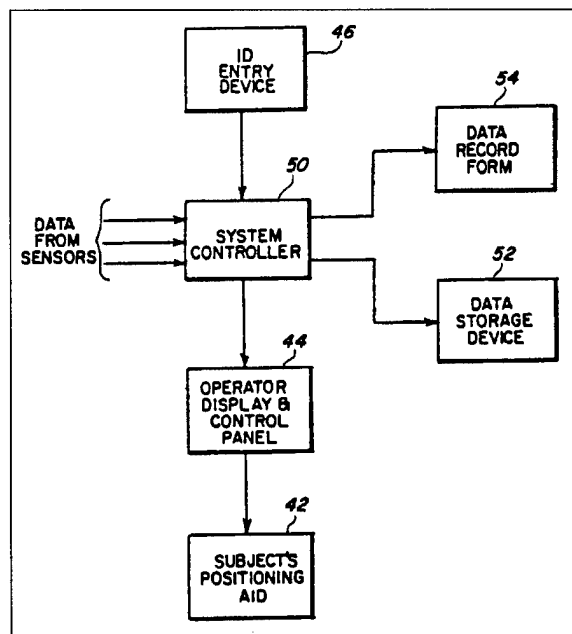 46
ID
ENTRY
DEVICE
54
DATA
RECORD
FORM
50
DATA
FROM
SENSORS
SYSTEM
CONTROLLER
52
DATA
STORAGE
DEVICE
44
OPERATOR
DISPLAY &
CONTROL
PANEL
42
SUBJECT'S
POSITIONING
AID